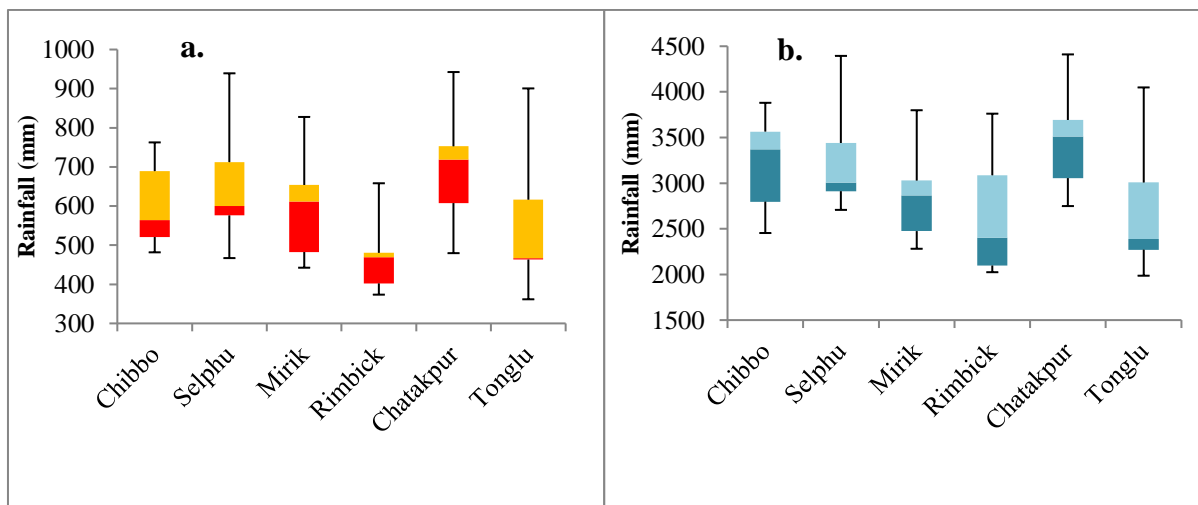 a.
Rainfall (mm)
1000
900
800
700
600
500
400
300
Chibbo
Selphu
Mirik
Rimbick
Chatakpur
Tonglu
b.
Rainfall (mm)
4500
4000
3500
3000
2500
2000
1500
Chibbo
Selphu
Mirik
Rimbick
Chatakpur
Tonglu